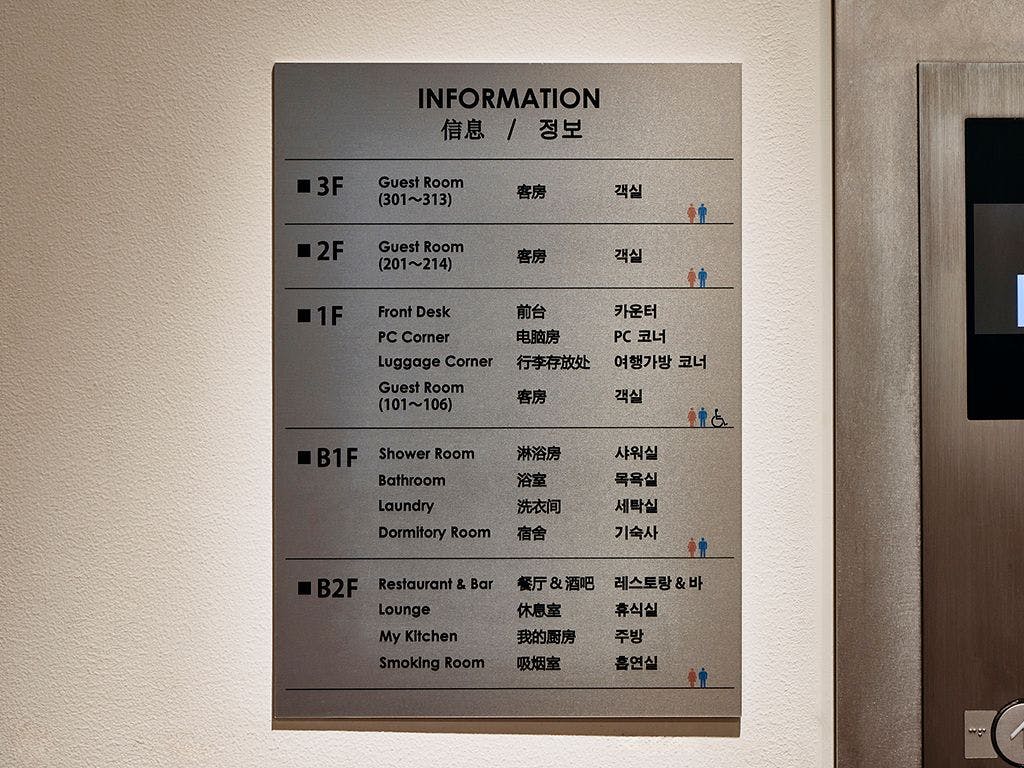 INFORMATION
信息 / 정보
■ 3F Guest Room 客房 객실
(301～313)
■ 2F Guest Room 客房 객실
(201～214)
■ 1F Front Desk 前台 카운터
PC Corner 电脑房 PC 코너
Luggage Corner 行李存放处 여행가방 코너
Guest Room 客房 객실
(101～106)
■ B1F Shower Room 淋浴房 샤워실
Bathroom 浴室 목욕실
Laundry 洗衣间 세탁실
Dormitory Room 宿舍 기숙사
■ B2F Restaurant & Bar 餐厅 & 酒吧 레스토랑 & 바
Lounge 休息室 휴식실
My Kitchen 我的厨房 주방
Smoking Room 吸烟室 흡연실